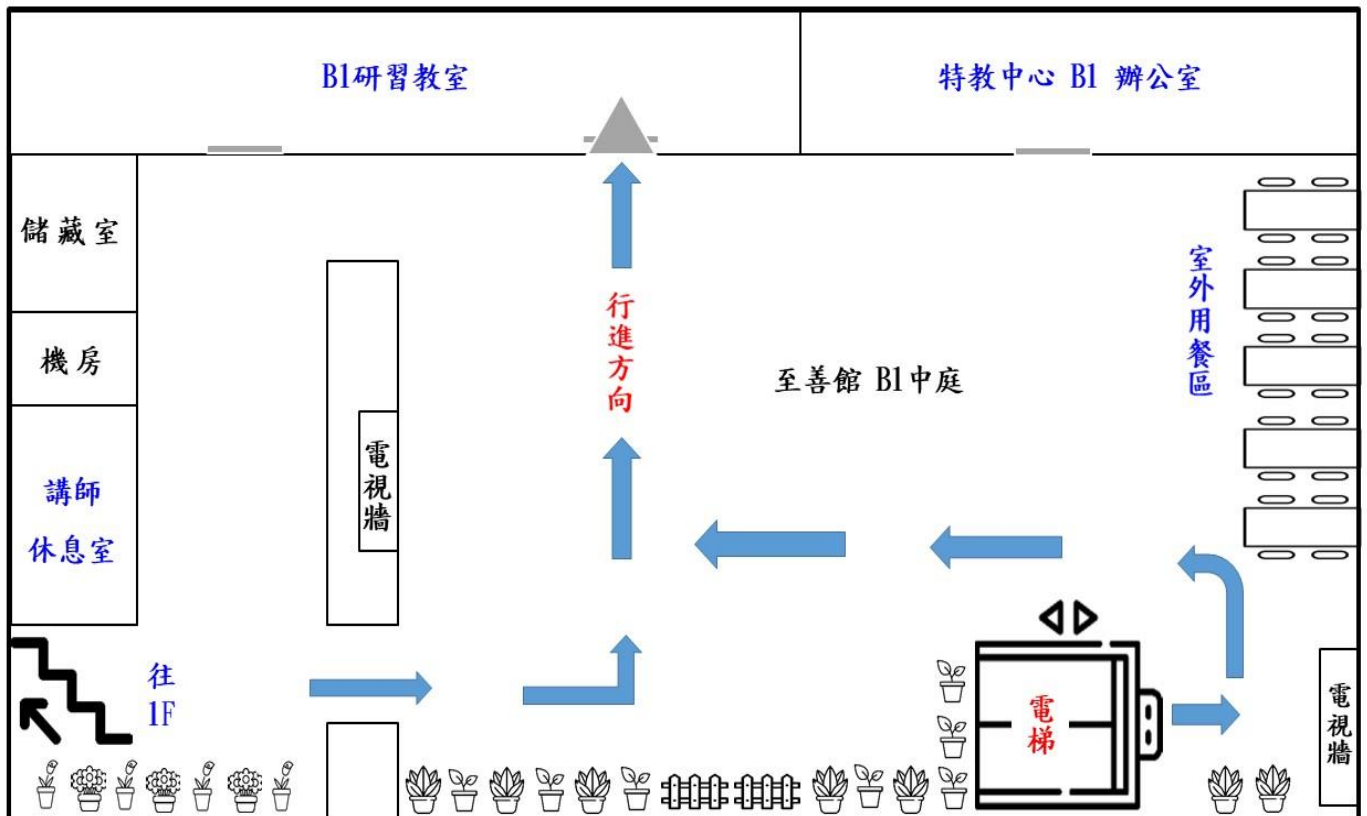 B1研習教室
特教中心 B1 辦公室
儲藏室
機房
講師
休息室
往
1F
電視牆
行進方向
至善館 B1中庭
室外用餐區
電梯
電視牆